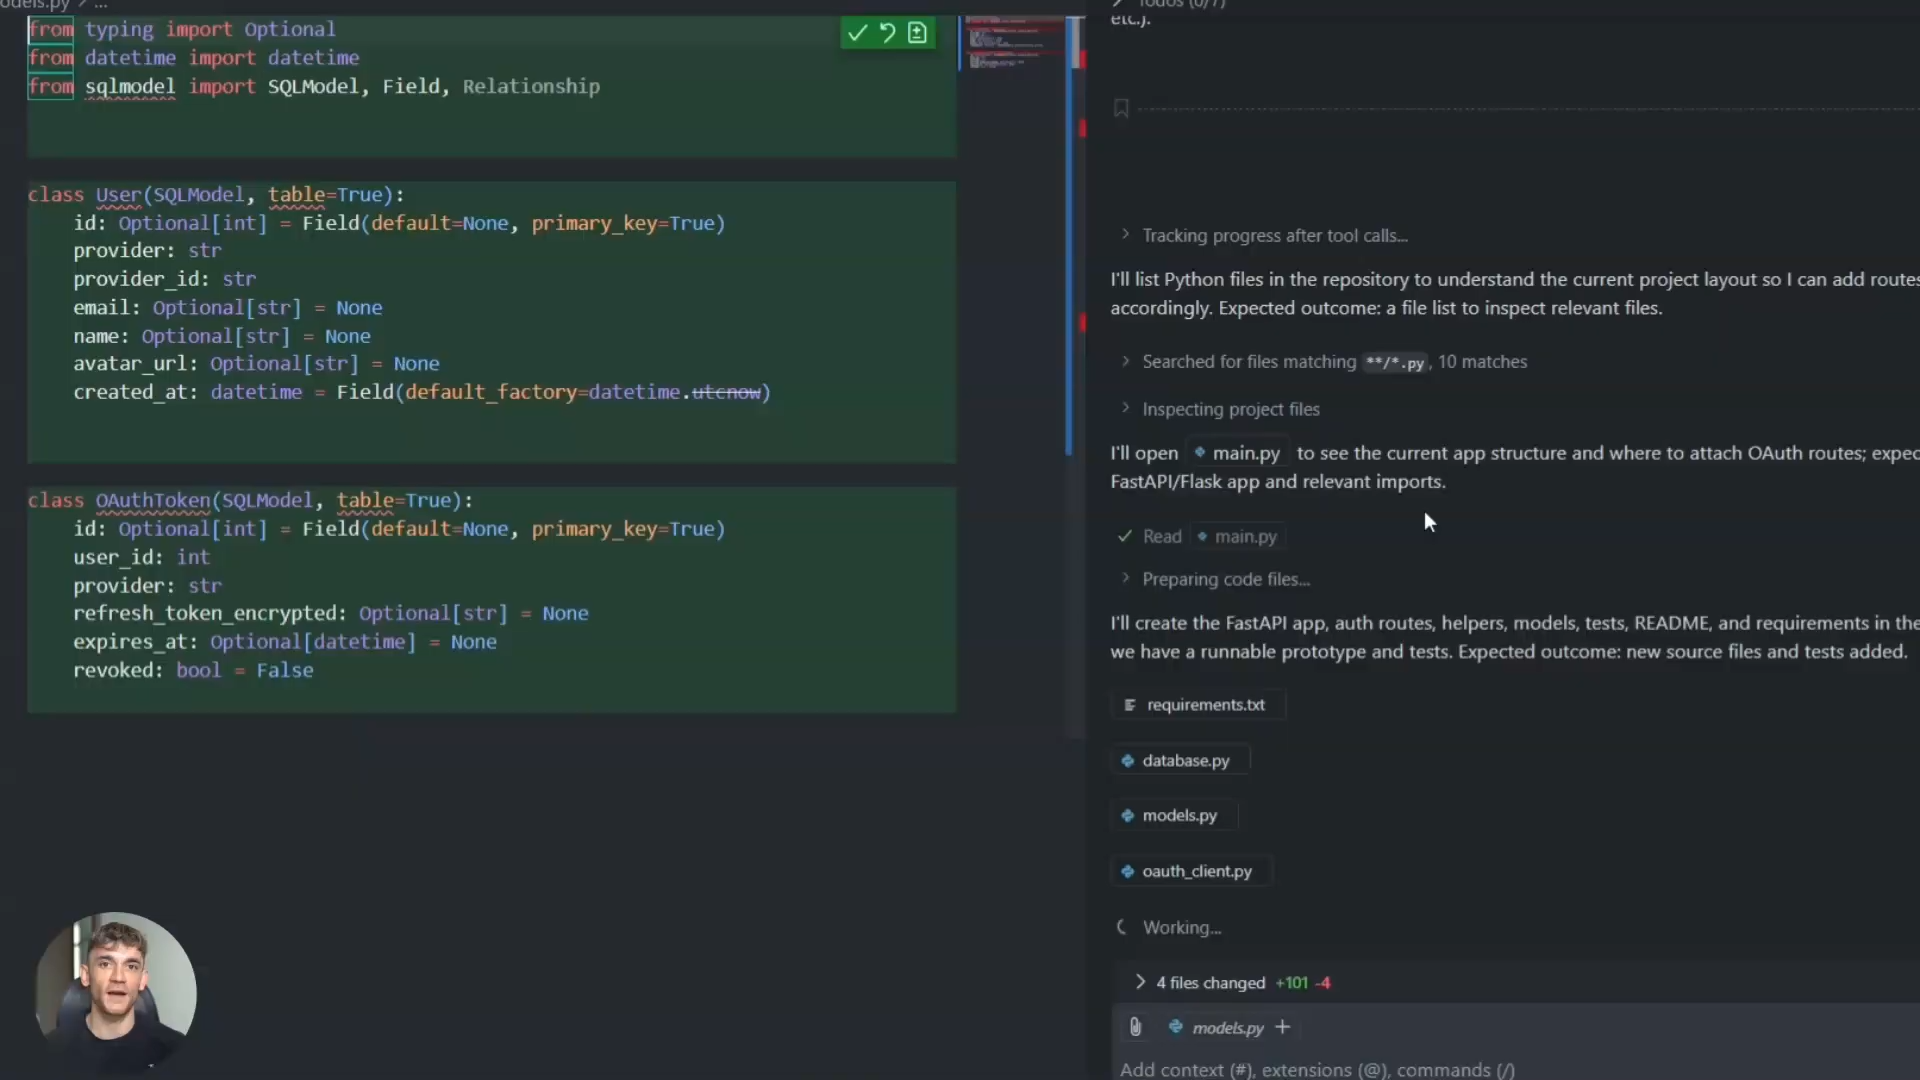 from typing import Optional
from datetime import datetime
from sqlmodel import SQLModel, Field, Relationship
class User(SQLModel, table=True):
id: Optional[int] = Field(default=None, primary_key=True)
provider: str
provider_id: str
email: Optional[str] = None
name: Optional[str] = None
avatar_url: Optional[str] = None
created_at: datetime = Field(default_factory=datetime.utcnow)
class OAuthToken(SQLModel, table=True):
id: Optional[int] = Field(default=None, primary_key=True)
user_id: int
provider: str
refresh_token_encrypted: Optional[str] = None
expires_at: Optional[datetime] = None
revoked: bool = False
Todos (0/7)
etc.).
Tracking progress after tool calls...
I'll list Python files in the repository to understand the current project layout so I can add routes
accordingly. Expected outcome: a file list to inspect relevant files.
Searched for files matching **/*.py, 10 matches
Inspecting project files
I'll open main.py to see the current app structure and where to attach OAuth routes;
FastAPI/Flask app and relevant imports.
Read main.py
Preparing code files...
I'll create the FastAPI app, auth routes, helpers, models, tests, README, and requirements in the
we have a runnable prototype and tests. Expected outcome: new source files and tests added.
requirements.txt
database.py
models.py
oauth_client.py
Working...
4 files changed +101 -4
models.py +
Add context (#), extensions (@), commands (/)